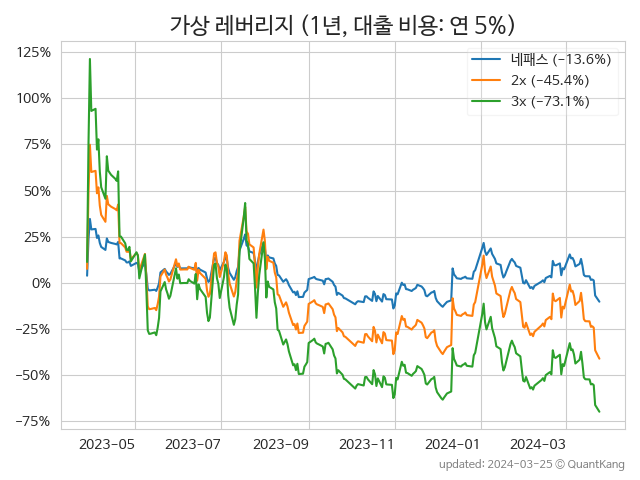 가상 레버리지 (1년, 대출 비용: 연 5%)
네패스 (-13.6%)
2x (-45.4%)
3x (-73.1%)
125%
100%
75%
50%
25%
0%
-25%
-50%
-75%
2023-05 2023-07 2023-09 2023-11 2024-01 2024-03
updated: 2024-03-25 © QuantKang